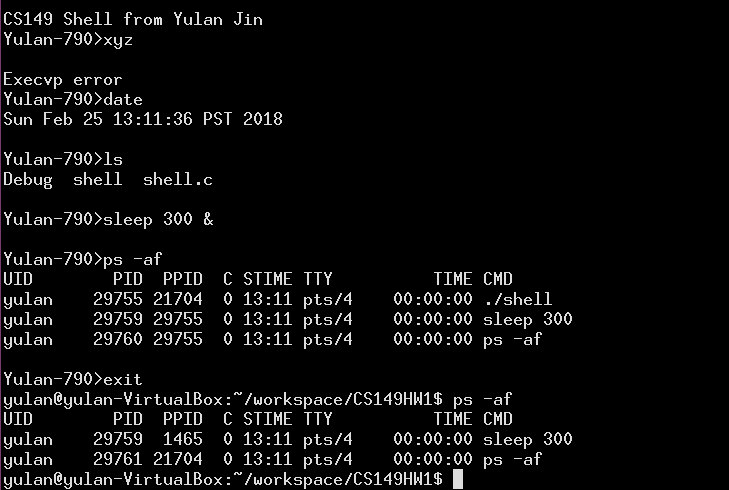 CS149 Shell from Yulan Jin
Yulan-790>xyz
Execvp error
Yulan-790>date
Sun Feb 25 13:11:36 PST 2018
Yulan-790>ls
Debug  shell  shell.c
Yulan-790>sleep 300 &
Yulan-790>ps -af
UID        PID  PPID  C STIME TTY          TIME CMD
yulan    29755 21704  0 13:11 pts/4    00:00:00 ./shell
yulan    29759 29755  0 13:11 pts/4    00:00:00 sleep 300
yulan    29760 29755  0 13:11 pts/4    00:00:00 ps -af
Yulan-790>exit
yulan@yulan-VirtualBox:~/workspace/CS149HW1$ ps -af
UID        PID  PPID  C STIME TTY          TIME CMD
yulan    29759  1465  0 13:11 pts/4    00:00:00 sleep 300
yulan    29761 21704  0 13:11 pts/4    00:00:00 ps -af
yulan@yulan-VirtualBox:~/workspace/CS149HW1$